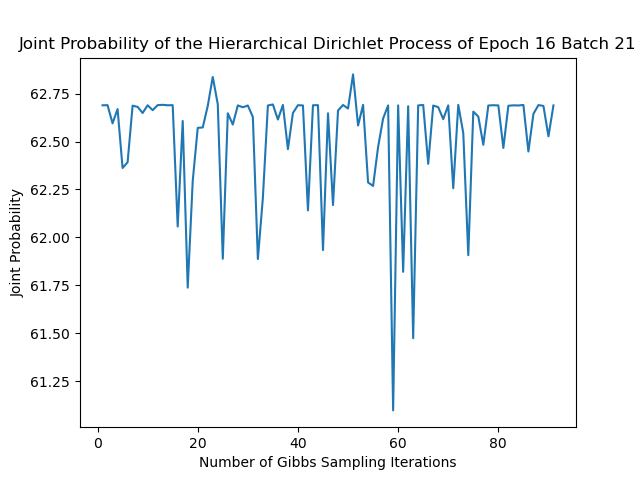 Joint Probability of the Hierarchical Dirichlet Process of Epoch 16 Batch 21
62.75
62.50
62.25
62.00
61.75
61.50
61.25
Joint Probability
0 20 40 60 80
Number of Gibbs Sampling Iterations